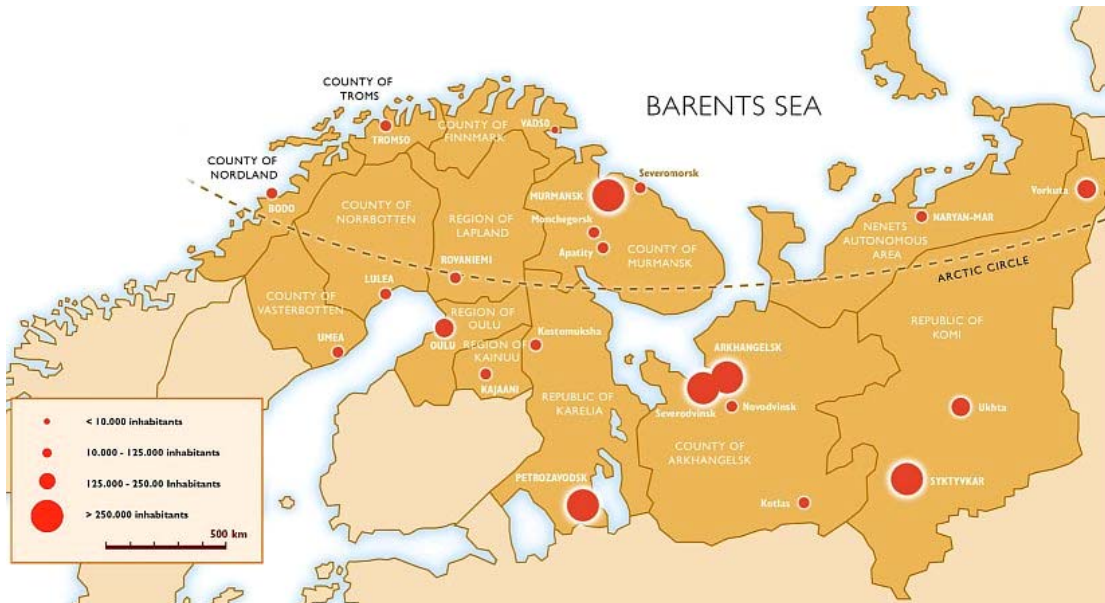 COUNTY OF
TROMS
BARENTS SEA
TROMSO
COUNTY OF
FINNMARK
VADSO
COUNTY OF
NORDLAND
BODO
Severomorsk
MURMANSK
Monchegorsk
Apatity
COUNTY OF
MURMANSK
COUNTY OF
NORRBOTTEN
REGION OF
LAPLAND
ROVANIEMI
LULEA
Vorkuta
NARYAN-MAR
NENETS
AUTONOMOUS
AREA
ARCTIC CIRCLE
COUNTY OF
VASTERBOTTEN
UMEA
REGION OF
OULU
OULU
REGION OF
KAINUU
KAJAANI
Kostomuksha
REPUBLIC OF
KARELIA
PETROZAVODSK
ARKHANGELSK
Severodvinsk
Novodvinsk
COUNTY OF
ARKHANGELSK
Kotlas
REPUBLIC OF
KOMI
Ukhta
SYKTYVKAR
< 10.000 inhabitants
10.000 - 125.000 inhabitants
125.000 - 250.00 Inhabitants
> 250.000 inhabitants
500 km